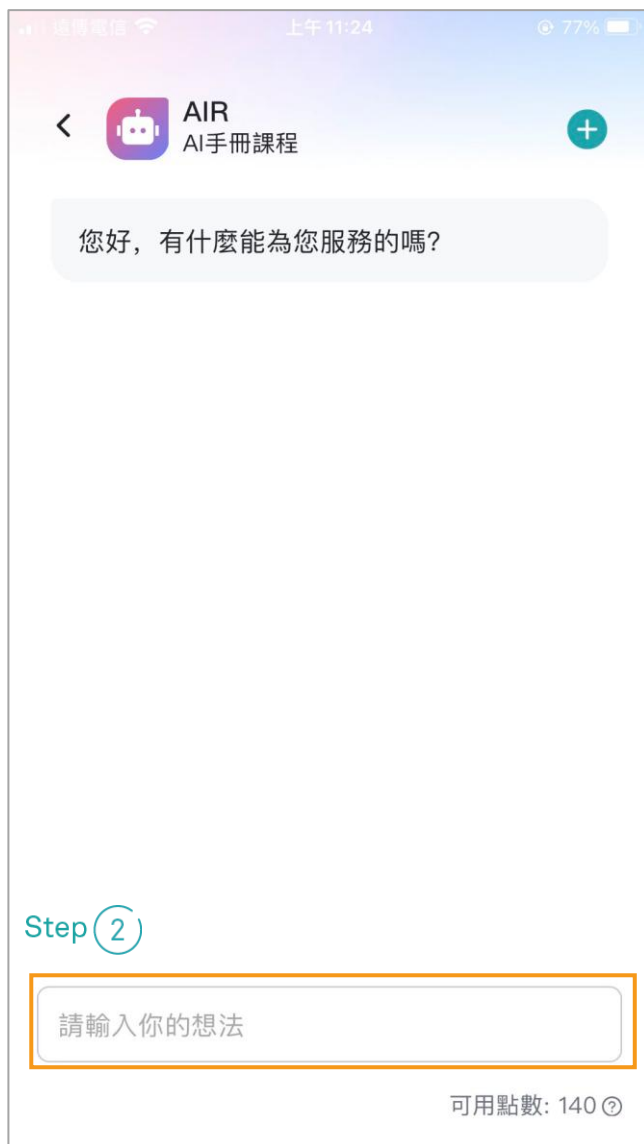 遠傳電信 上午11:24 77%
AIR
AI手冊課程
您好，有什麼能為您服務的嗎?
Step 2
請輸入你的想法
可用點數: 140 ?